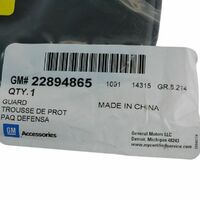 GM# 22894865
1091 14315 GR.5.214
QTY. 1
GUARD
TROUSSE DE PROT
PAQ DEFENSA
MADE IN CHINA
GM Accessories
General Motors LLC
Detroit, Michigan 48243